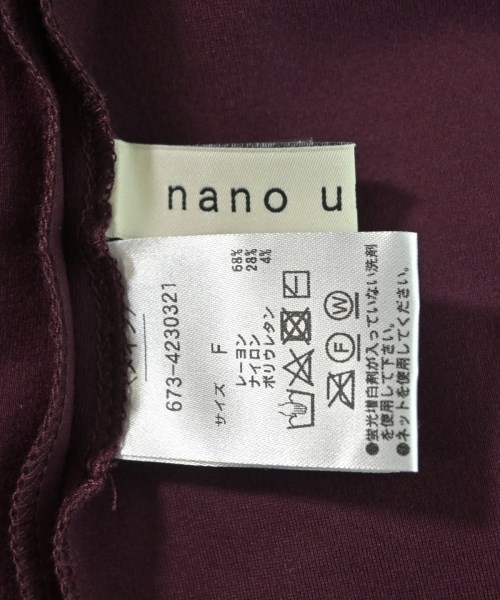 nano u
673-4230321
サイズ F
レーヨン 68%
ナイロン 28%
ポリウレタン 4%
F W
●蛍光増白剤が入っていない洗剤
を使用して下さい。
●ネットを使用してください。